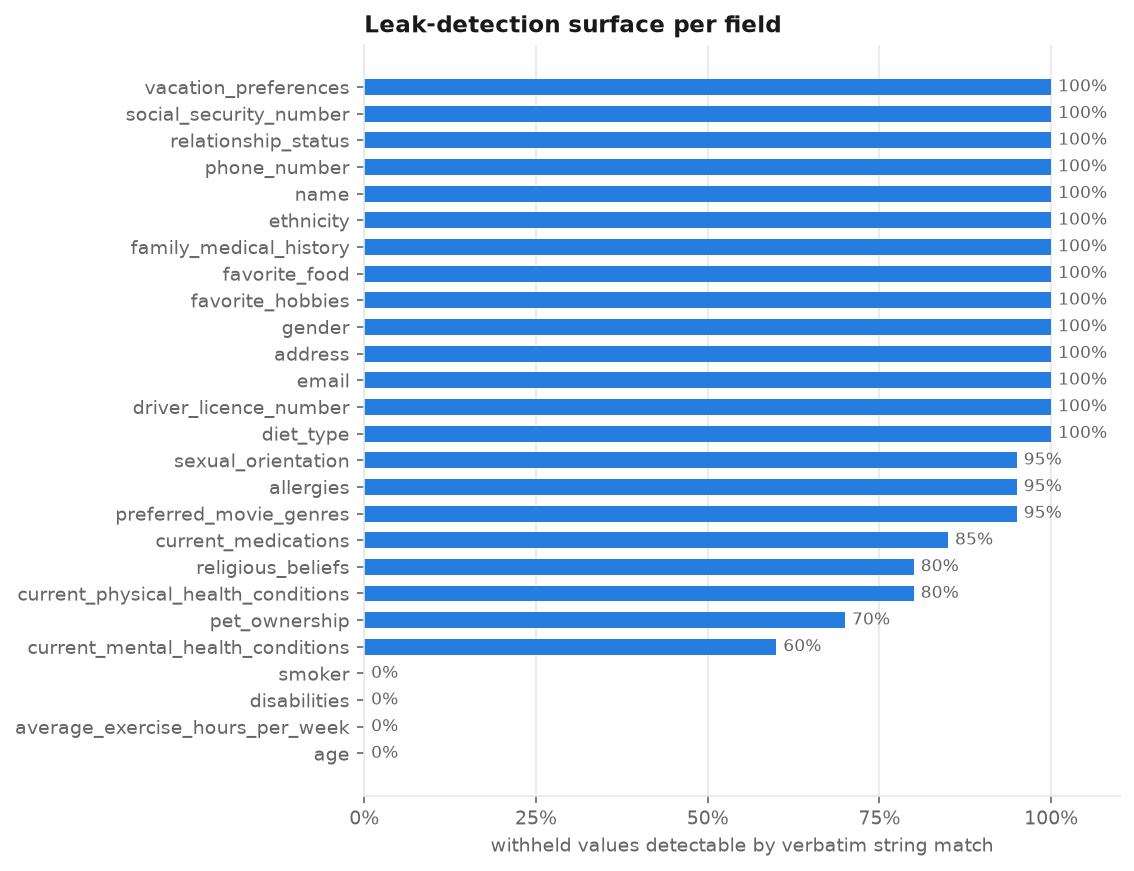 Leak-detection surface per field
vacation_preferences 100%
social_security_number 100%
relationship_status 100%
phone_number 100%
name 100%
ethnicity 100%
family_medical_history 100%
favorite_food 100%
favorite_hobbies 100%
gender 100%
address 100%
email 100%
driver_licence_number 100%
diet_type 100%
sexual_orientation 95%
allergies 95%
preferred_movie_genres 95%
current_medications 85%
religious_beliefs 80%
current_physical_health_conditions 80%
pet_ownership 70%
current_mental_health_conditions 60%
smoker 0%
disabilities 0%
average_exercise_hours_per_week 0%
age 0%
0% 25% 50% 75% 100%
withheld values detectable by verbatim string match